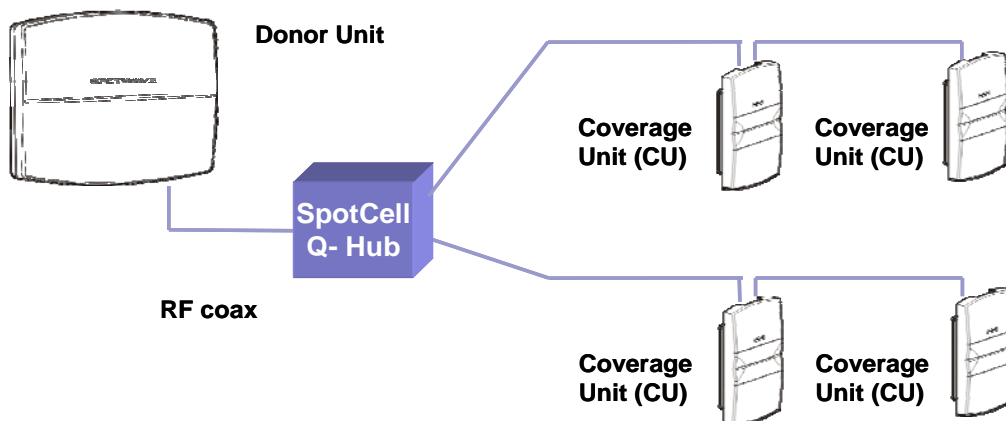 Donor Unit
Coverage
Unit (CU)
Coverage
Unit (CU)
SpotCell
Q- Hub
RF coax
Coverage
Unit (CU)
Coverage
Unit (CU)